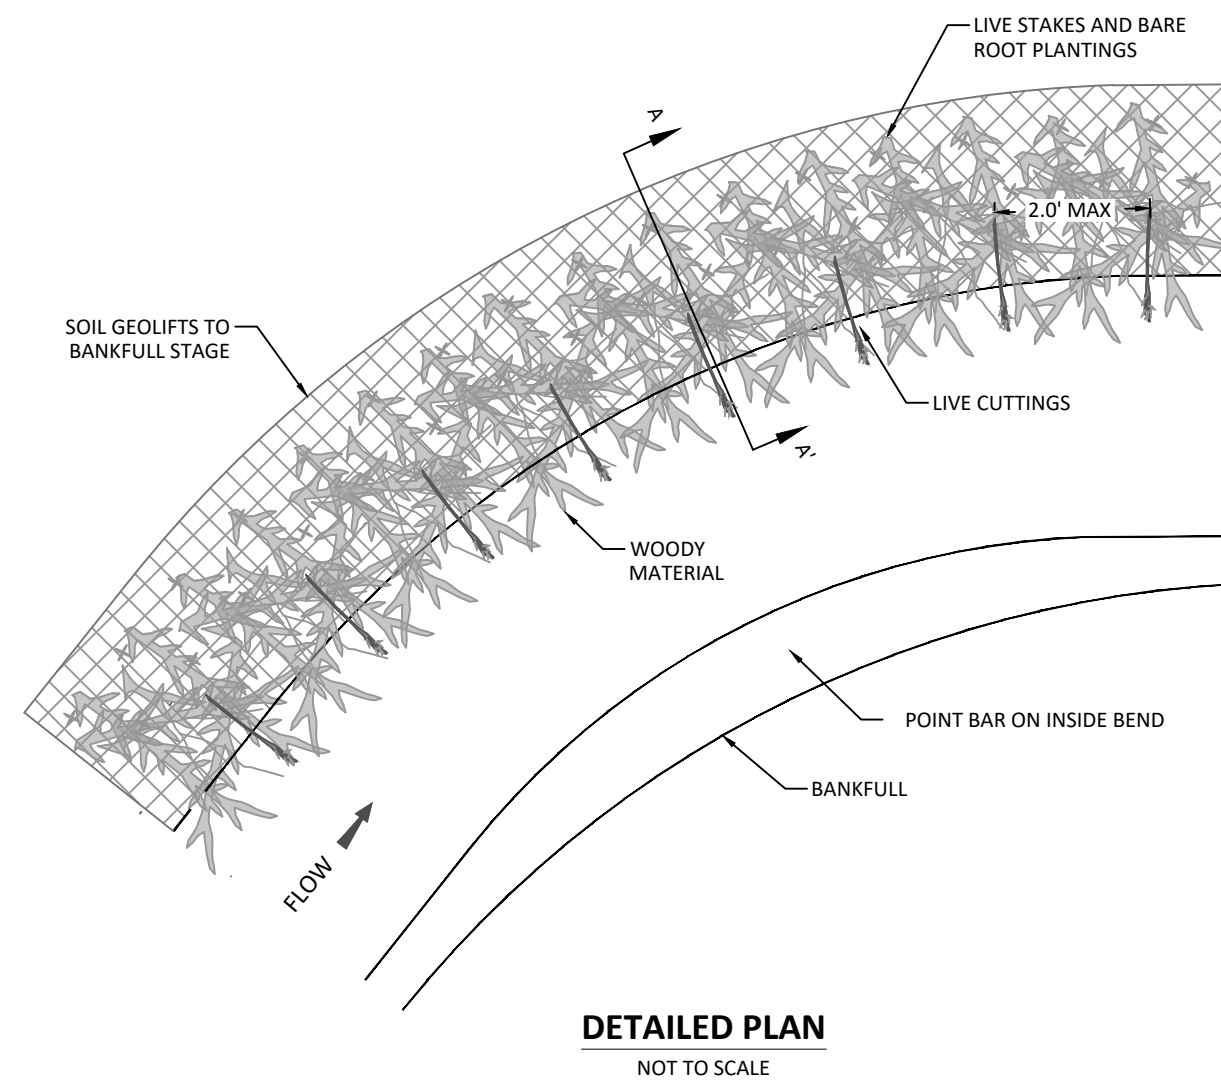 LIVE STAKES AND BARE
ROOT PLANTINGS
A
2.0' MAX
SOIL GEOLIFTS TO
BANKFULL STAGE
LIVE CUTTINGS
A'
WOODY
MATERIAL
POINT BAR ON INSIDE BEND
BANKFULL
FLOW
DETAILED PLAN
NOT TO SCALE